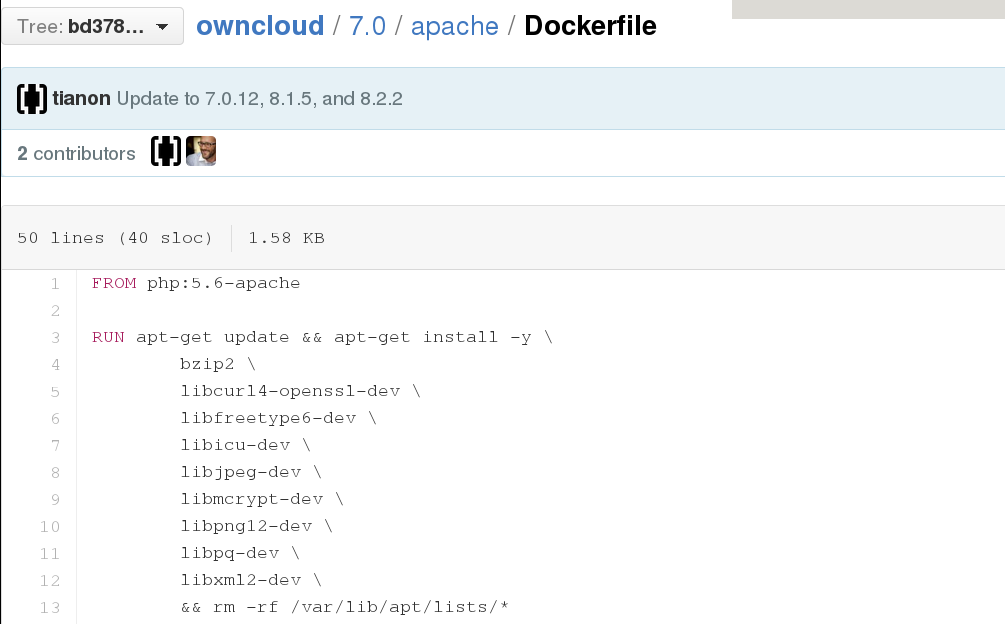 Tree: bd378... owncloud / 7.0 / apache / Dockerfile
tianon Update to 7.0.12, 8.1.5, and 8.2.2
2 contributors
50 lines (40 sloc) 1.58 KB
1 FROM php:5.6-apache
2
3 RUN apt-get update && apt-get install -y \
4 bzip2 \
5 libcurl4-openssl-dev \
6 libfreetype6-dev \
7 libicu-dev \
8 libjpeg-dev \
9 libmcrypt-dev \
10 libpng12-dev \
11 libpq-dev \
12 libxml2-dev \
13 && rm -rf /var/lib/apt/lists/*